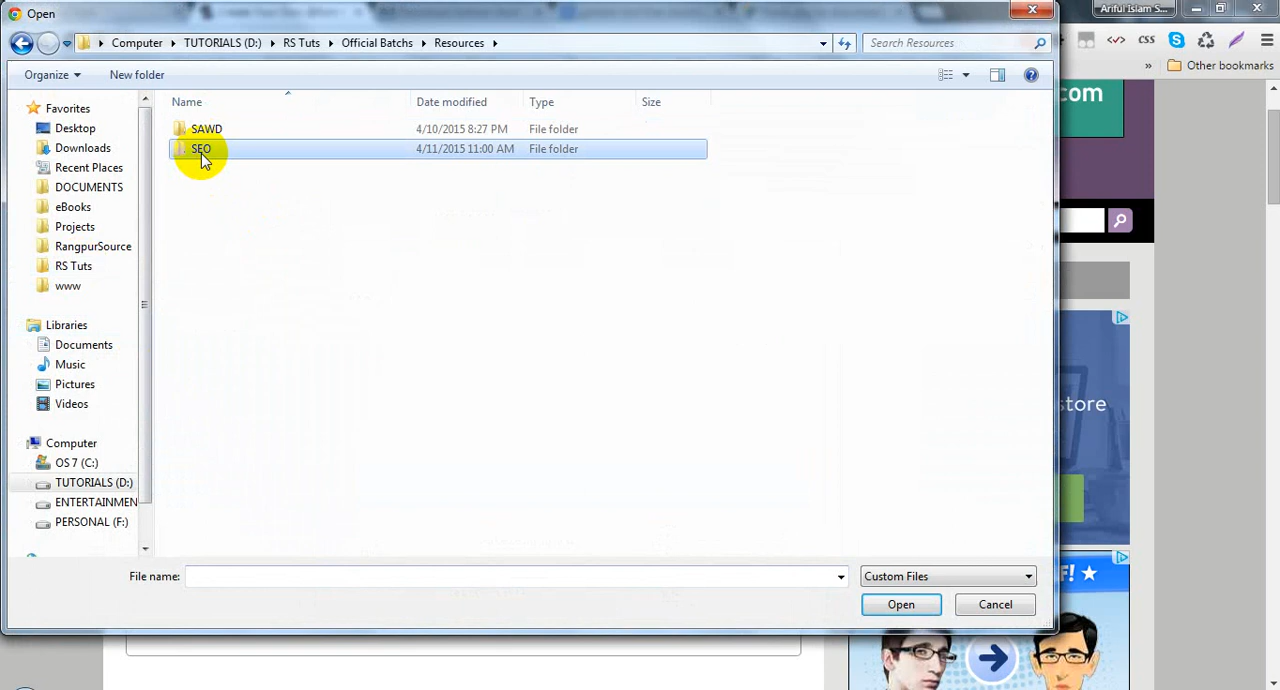 Open
Ariful Islam S...
Computer TUTORIALS (D:) RS Tuts Official Batchs Resources
Search Resources
css
Organize
New folder
Other bookmarks
Name
Date modified
Type
Size
SAWD 4/10/2015 8:27 PM File folder
SEO 4/11/2015 11:00 AM File folder
Favorites
Desktop
Downloads
Recent Places
DOCUMENTS
eBooks
Projects
RangpurSource
RS Tuts
www
Libraries
Documents
Music
Pictures
Videos
Computer
OS 7 (C:)
TUTORIALS (D:)
ENTERTAINMEN
PERSONAL (F:)
File name:
Custom Files
Open
Cancel
com
store
F!